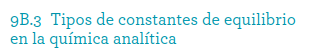 9B.3 Tipos de constantes de equilibrio
en la química analítica